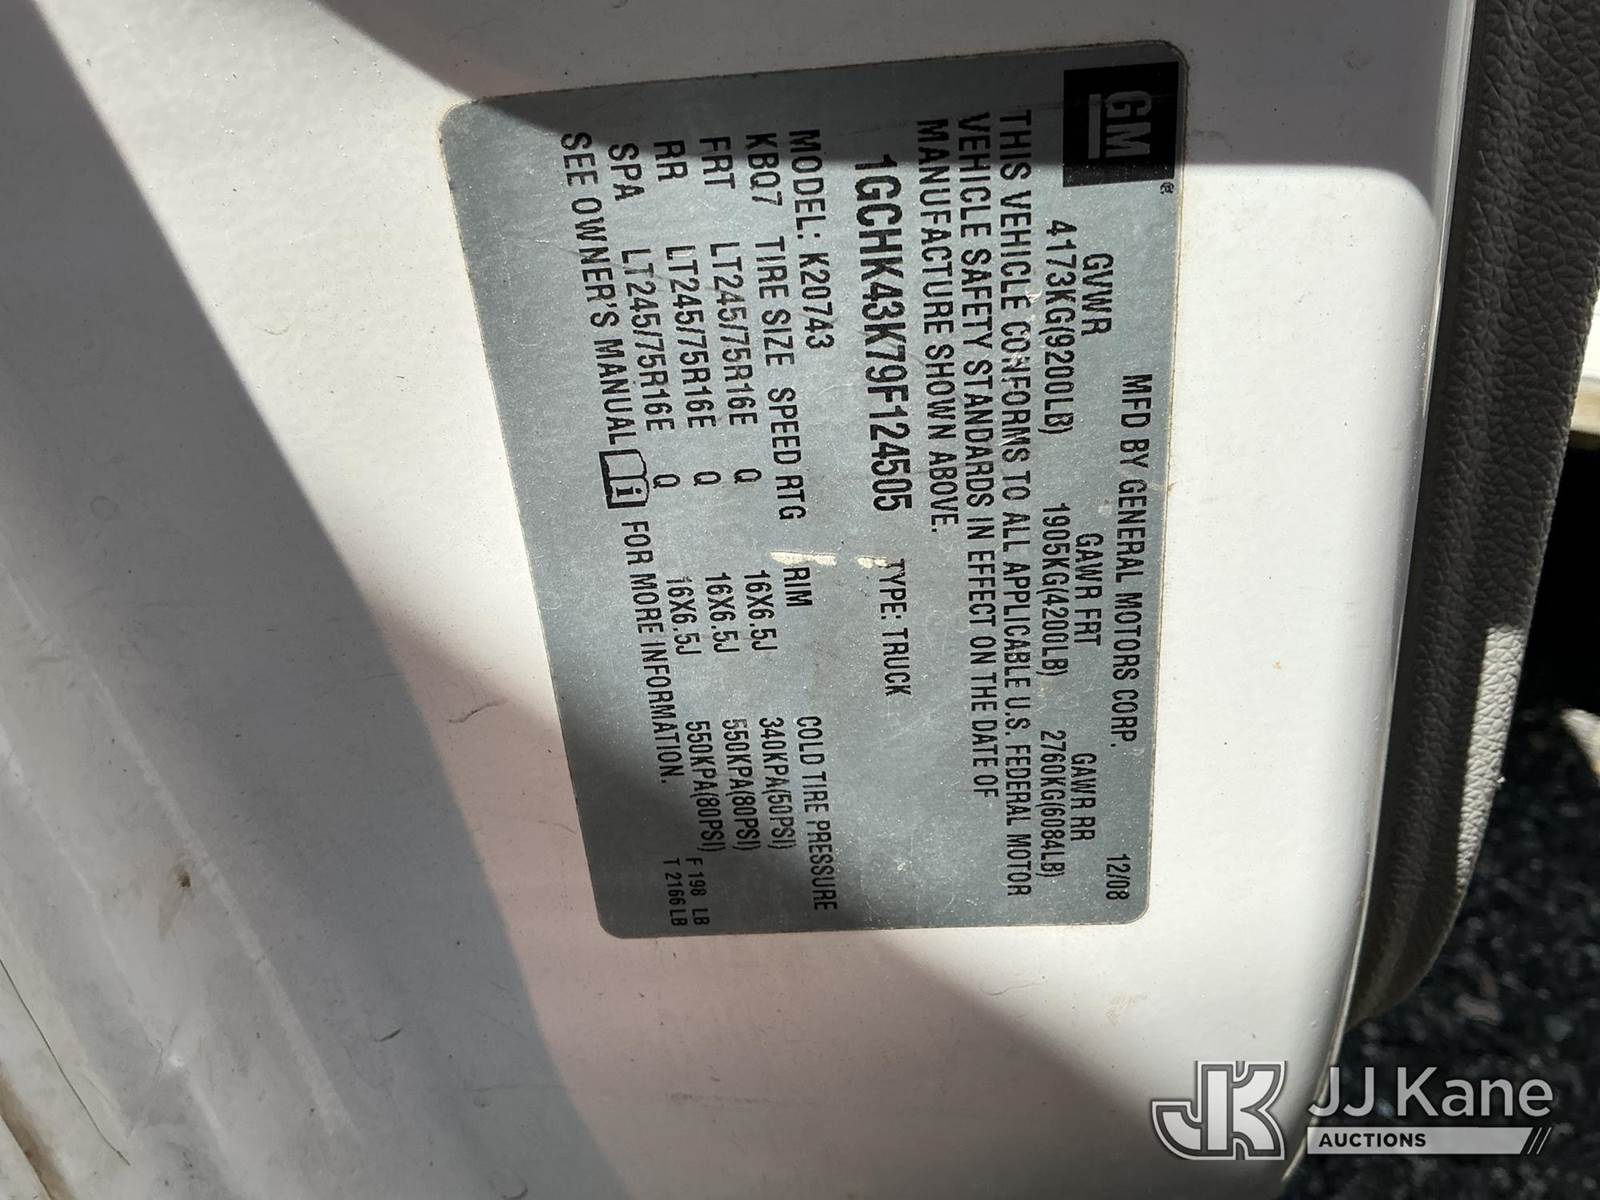 GM®
MFD BY GENERAL MOTORS CORP. 12/08
GVWR GAWR FRT GAWR RR
4173KG(9200LB) 1905KG(4200LB) 2760KG(6084LB)
THIS VEHICLE CONFORMS TO ALL APPLICABLE U.S. FEDERAL MOTOR
VEHICLE SAFETY STANDARDS IN EFFECT ON THE DATE OF
MANUFACTURE SHOWN ABOVE.
1GCHK43K79F124505 TYPE: TRUCK
MODEL: K20743
KBQ7 TIRE SIZE SPEED RTG RIM COLD TIRE PRESSURE
FRT LT245/75R16E Q 16X6.5J 340KPA(50PSI)
RR LT245/75R16E Q 16X6.5J 550KPA(80PSI)
SPA LT245/75R16E Q 16X6.5J 550KPA(80PSI)
SEE OWNER'S MANUAL i FOR MORE INFORMATION.
F 198 LB
T 2166 LB
JK JJ Kane
AUCTIONS